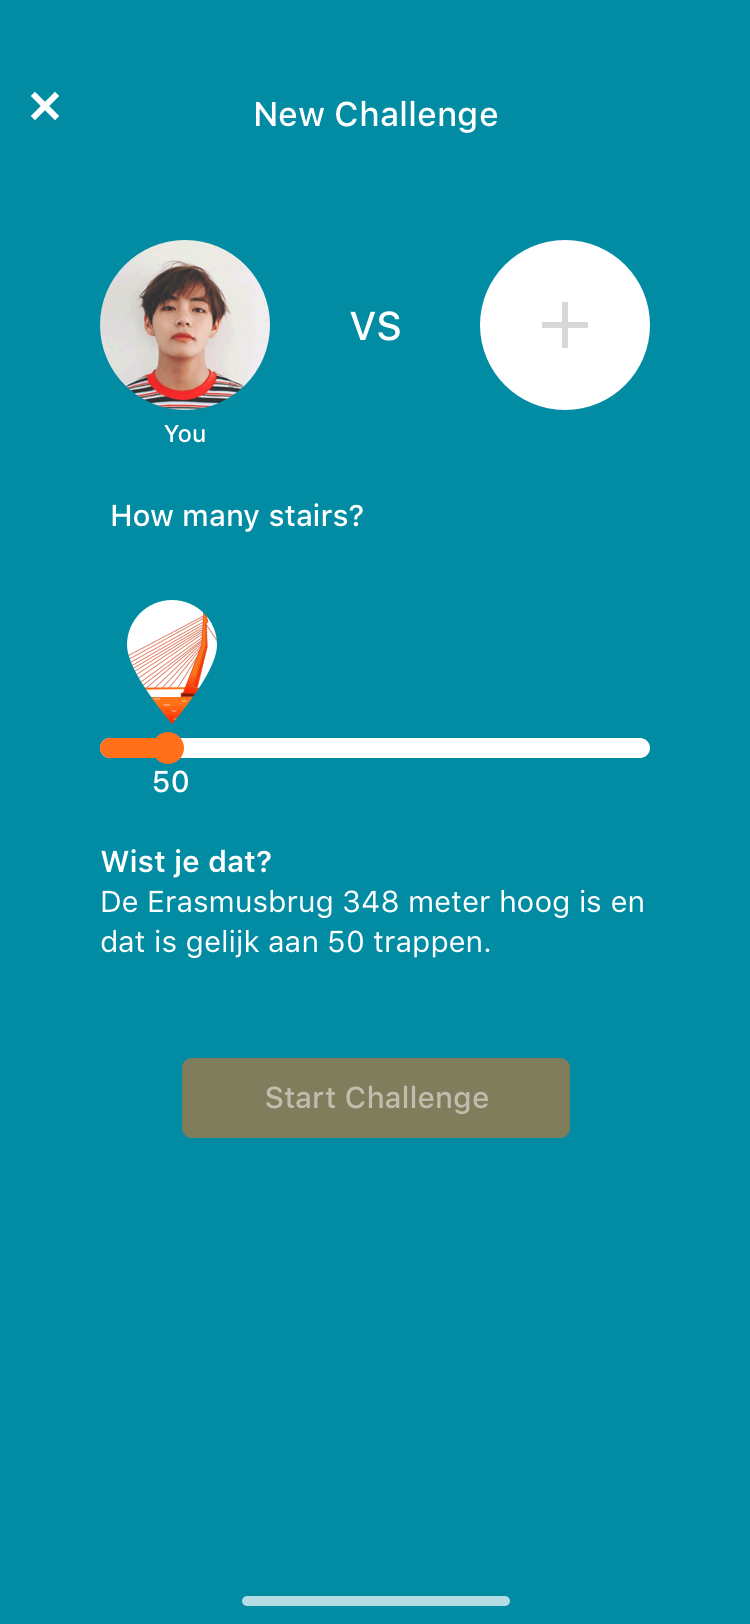 New Challenge
VS
You
How many stairs?
50
Wist je dat?
De Erasmusbrug 348 meter hoog is en
dat is gelijk aan 50 trappen.
Start Challenge